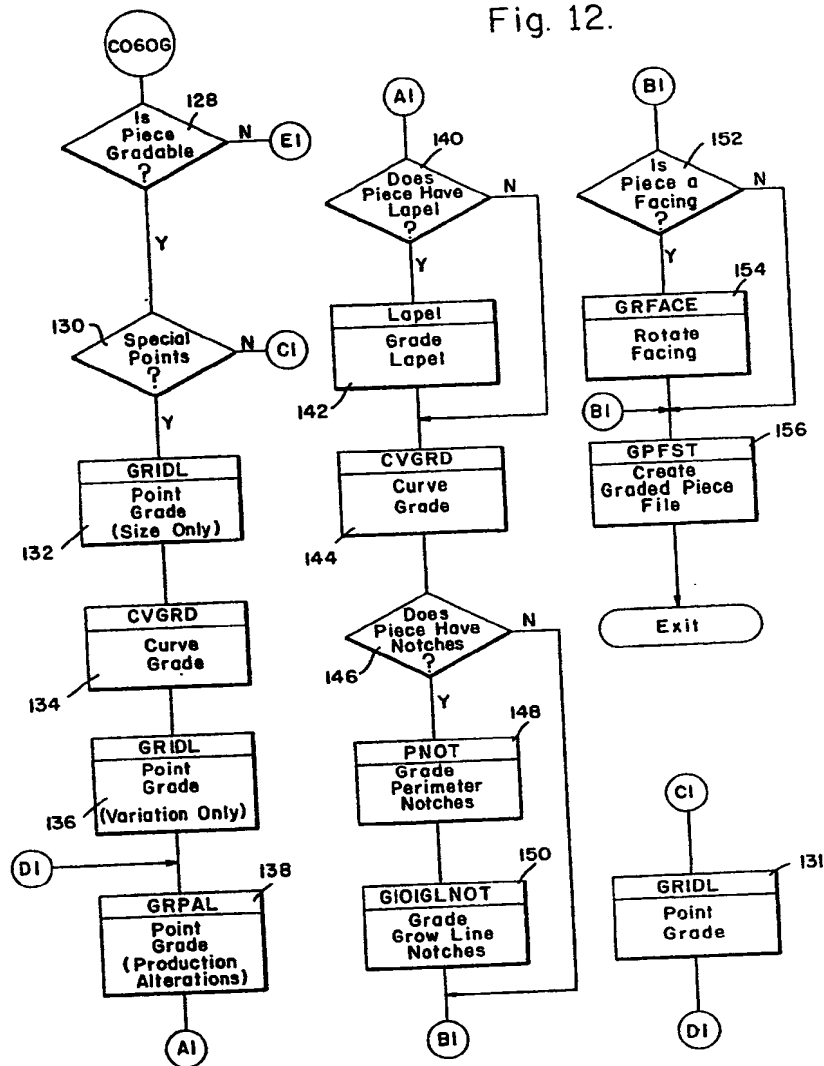 Fig. 12.
CO6OG
128
Is
Piece
Gradable
?
N
E1
Y
130
Special
Points
?
N
C1
Y
GRIDL
Point
Grade
(Size Only)
132
CVGRD
Curve
Grade
134
GRIDL
Point
Grade
(Variation Only)
136
D1
138
GRPAL
Point
Grade
(Production
Alterations)
A1
A1
140
Does
Piece Have
Lapel
?
N
Y
Lapel
Grade
Lapel
142
CVGRD
Curve
Grade
144
Does
Piece Have
Notches
?
N
146
Y
148
PNOT
Grade
Perimeter
Notches
150
GIOIGLNOT
Grade
Grow Line
Notches
B1
B1
152
Is
Piece a
Facing
?
N
Y
154
GRFACE
Rotate
Facing
B1
156
GPFST
Create
Graded Piece
File
Exit
C1
131
GRIDL
Point
Grade
D1